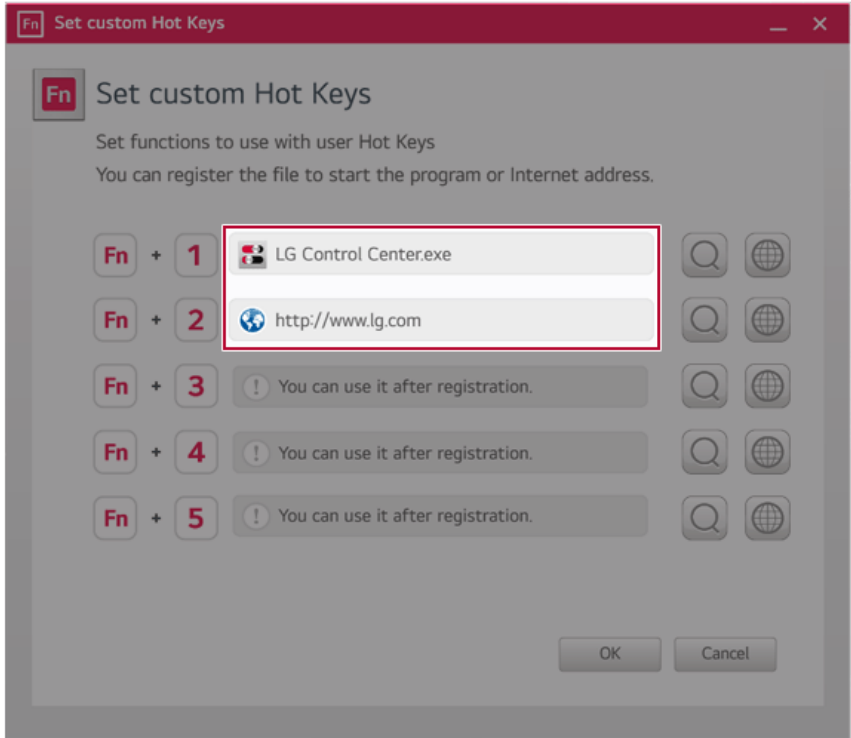 Fn Set custom Hot Keys
Fn Set custom Hot Keys
Set functions to use with user Hot Keys
You can register the file to start the program or Internet address.
Fn + 1 LG Control Center.exe
Fn + 2 http://www.lg.com
Fn + 3 ! You can use it after registration.
Fn + 4 ! You can use it after registration.
Fn + 5 ! You can use it after registration.
OK Cancel